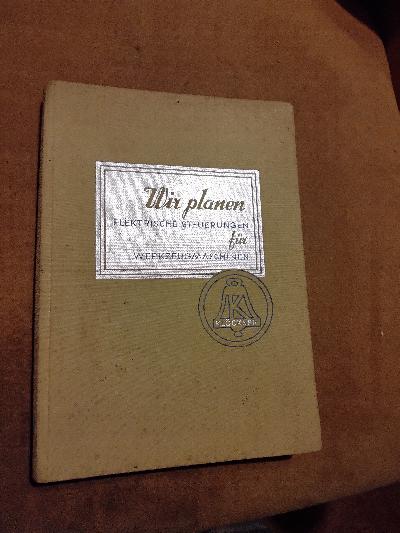 Wir planen
ELEKTRISCHE STEUERUNGEN
für
WERKZEUGMASCHINEN
K
KLÖCKNER